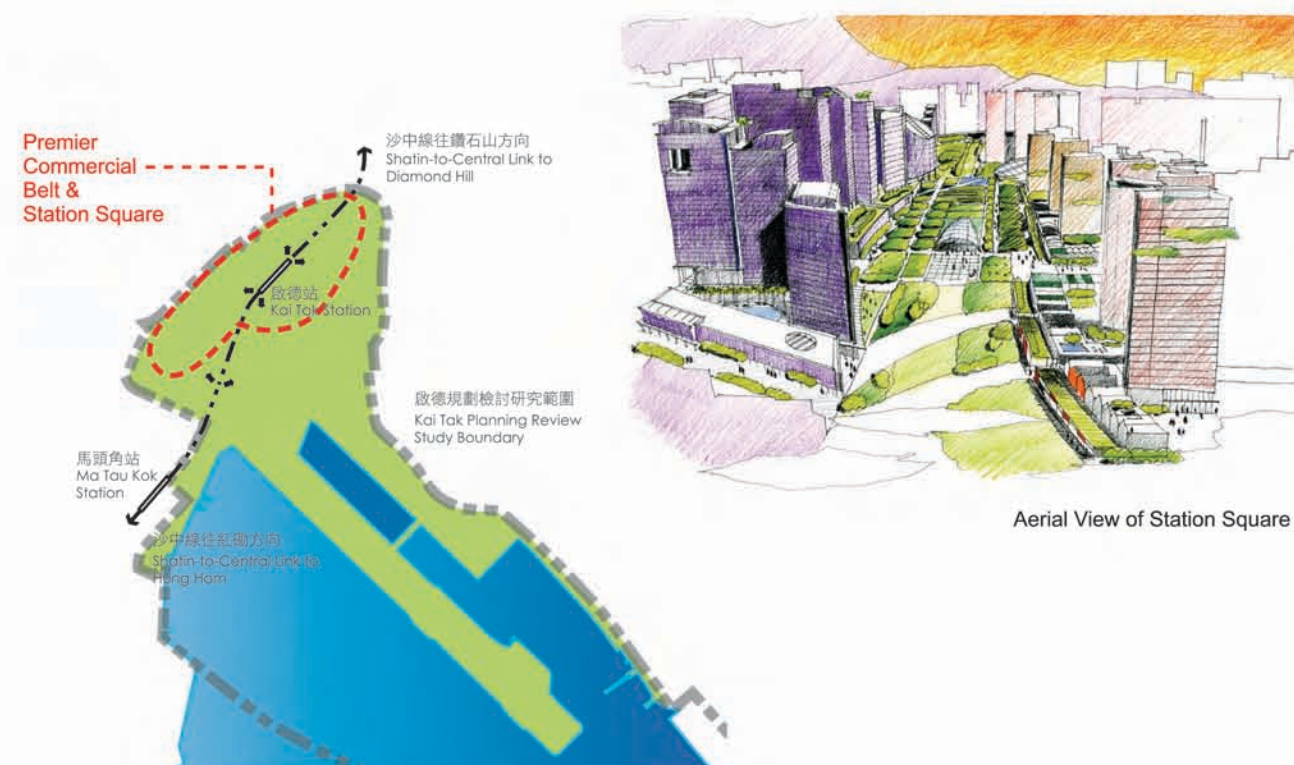 Premier
Commercial
Belt &
Station Square
沙中線往鑽石山方向
Shatin-to-Central Link to
Diamond Hill
啟德站
Kai Tak Station
啟德規劃檢討研究範圍
Kai Tak Planning Review
Study Boundary
馬頭角站
Ma Tau Kok
Station
沙中線往紅磡方向
Shatin-to-Central Link to
Hung Hom
Aerial View of Station Square